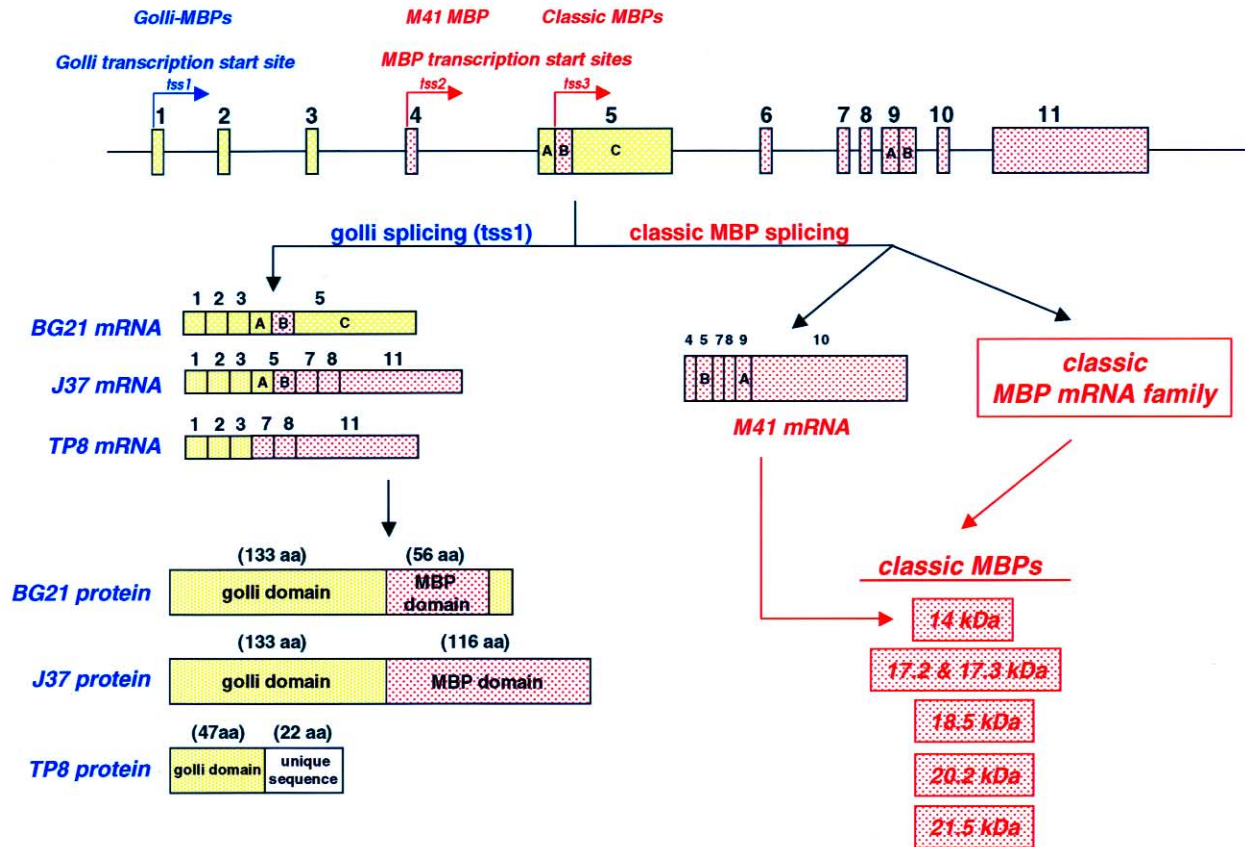 Golli-MBPs M41 MBP Classic MBPs
Golli transcription start site MBP transcription start sites
tss1 tss2 tss3
1 2 3 4 5 6 7 8 9 10 11
A B C A B
golli splicing (tss1) classic MBP splicing
1 2 3 5
BG21 mRNA A B C
1 2 3 5 7 8 11
J37 mRNA A B
1 2 3 7 8 11
TP8 mRNA
4 5 7 8 9 10
B A
M41 mRNA
classic
MBP mRNA family
(133 aa) (56 aa)
BG21 protein golli domain MBP
domain
(133 aa) (116 aa)
J37 protein golli domain MBP domain
(47aa) (22 aa)
TP8 protein golli domain unique
sequence
classic MBPs
14 kDa
17.2 & 17.3 kDa
18.5 kDa
20.2 kDa
21.5 kDa